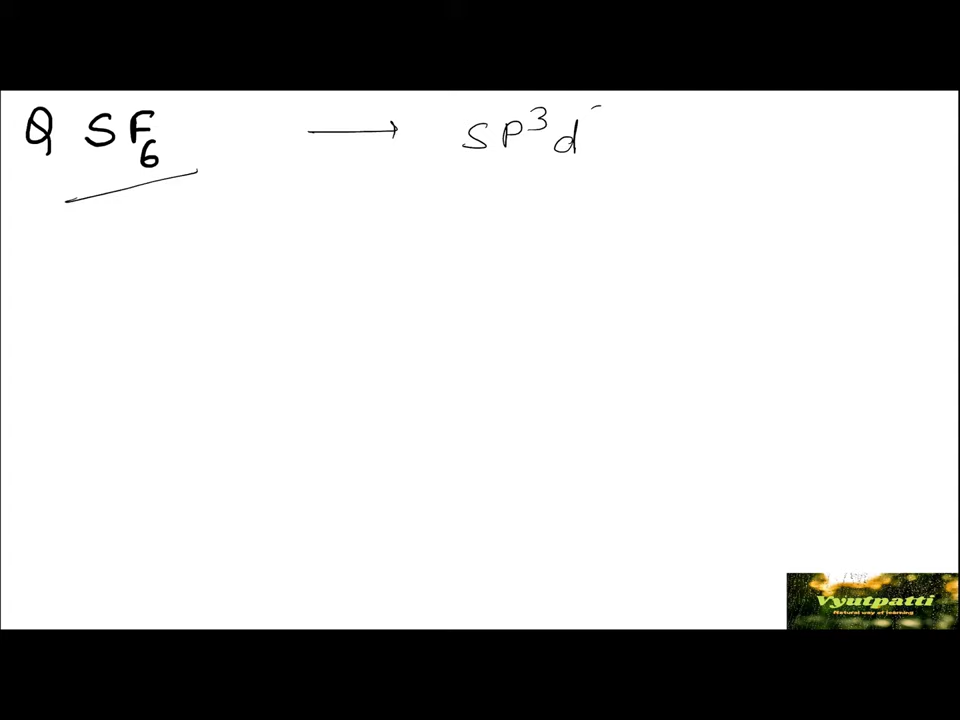 Q SF₆ ⟶ SP³d
Vyutpatti
Natural way of learning